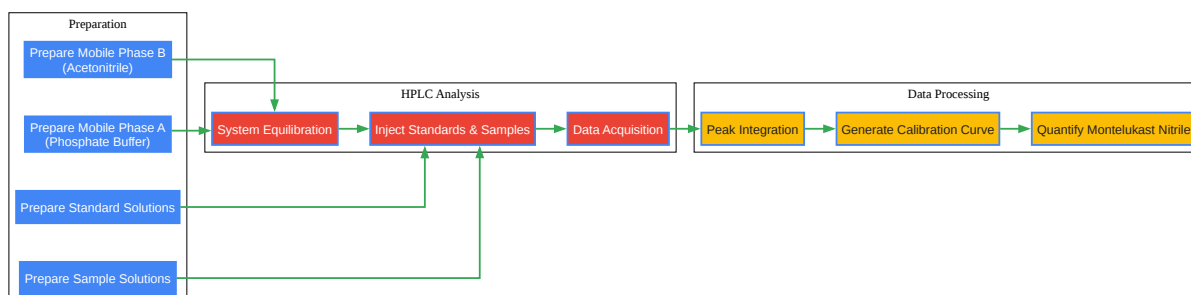 Preparation
Prepare Mobile Phase B
(Acetonitrile)
Prepare Mobile Phase A
(Phosphate Buffer)
Prepare Standard Solutions
Prepare Sample Solutions
HPLC Analysis
System Equilibration
Inject Standards & Samples
Data Acquisition
Data Processing
Peak Integration
Generate Calibration Curve
Quantify Montelukast Nitrile